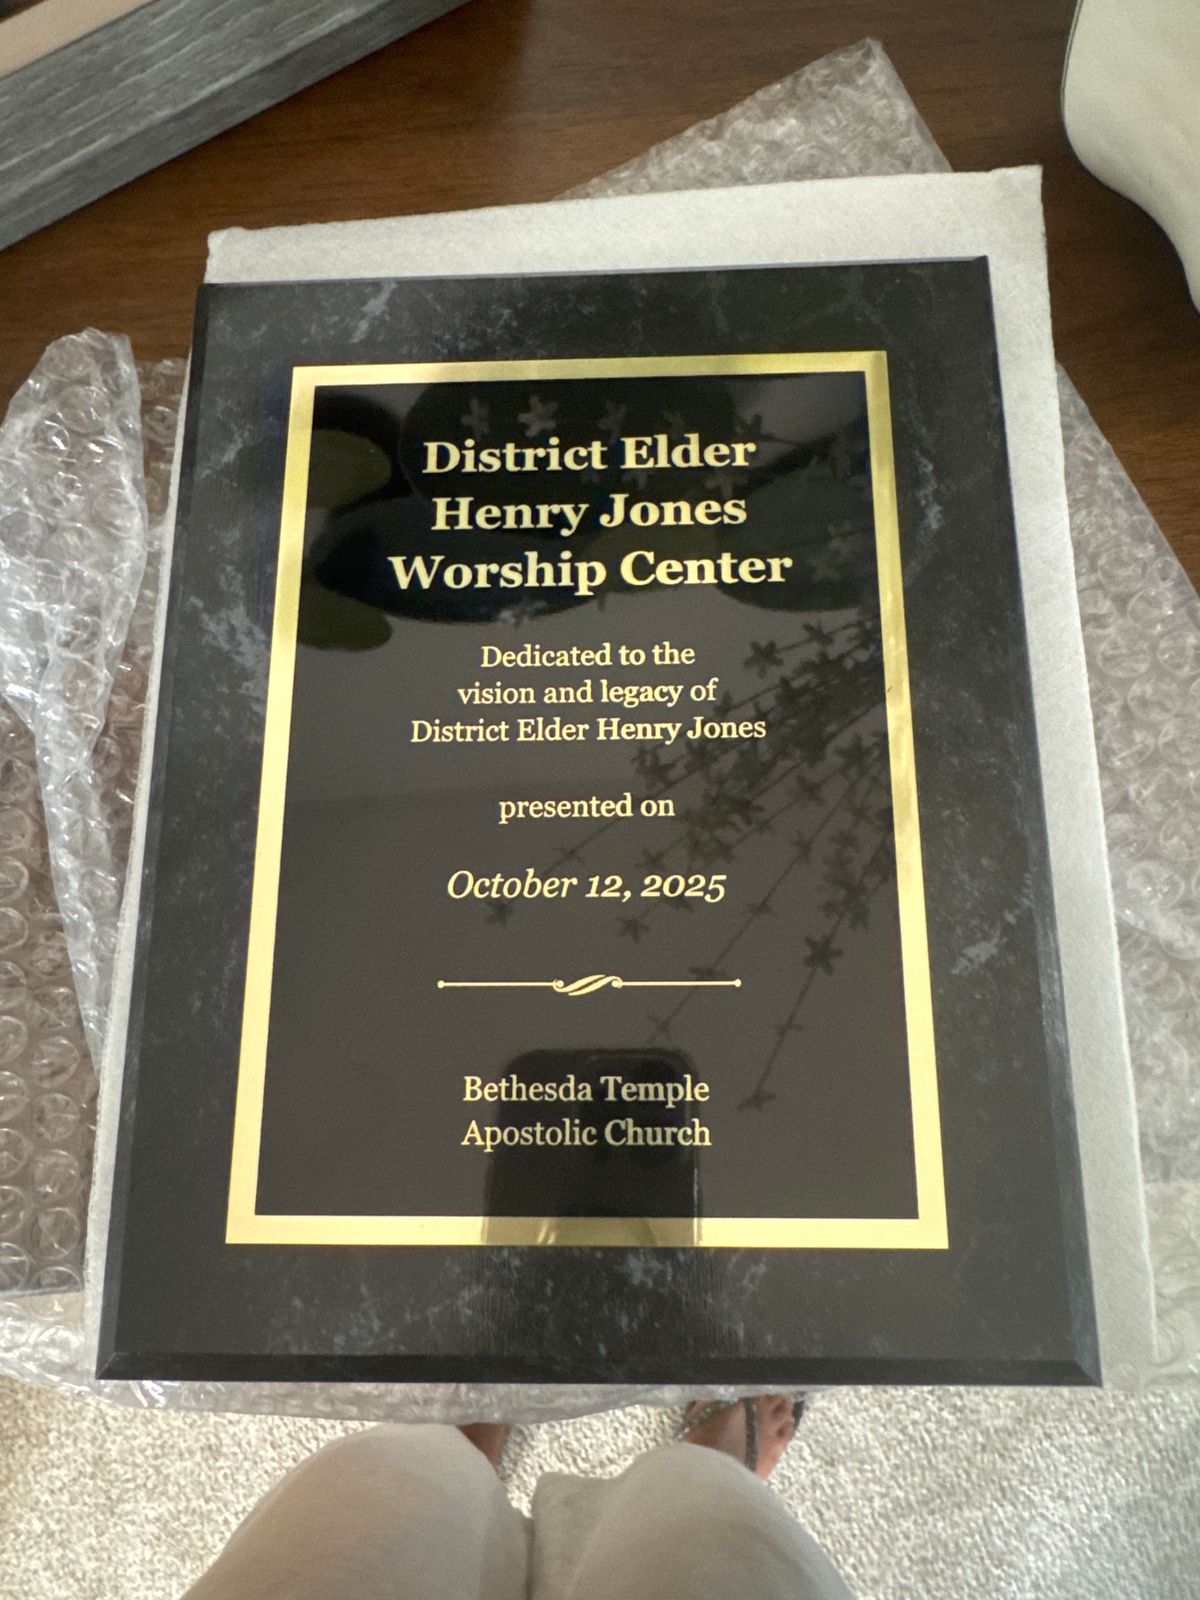 District Elder
Henry Jones
Worship Center
Dedicated to the
vision and legacy of
District Elder Henry Jones
presented on
October 12, 2025
Bethesda Temple
Apostolic Church